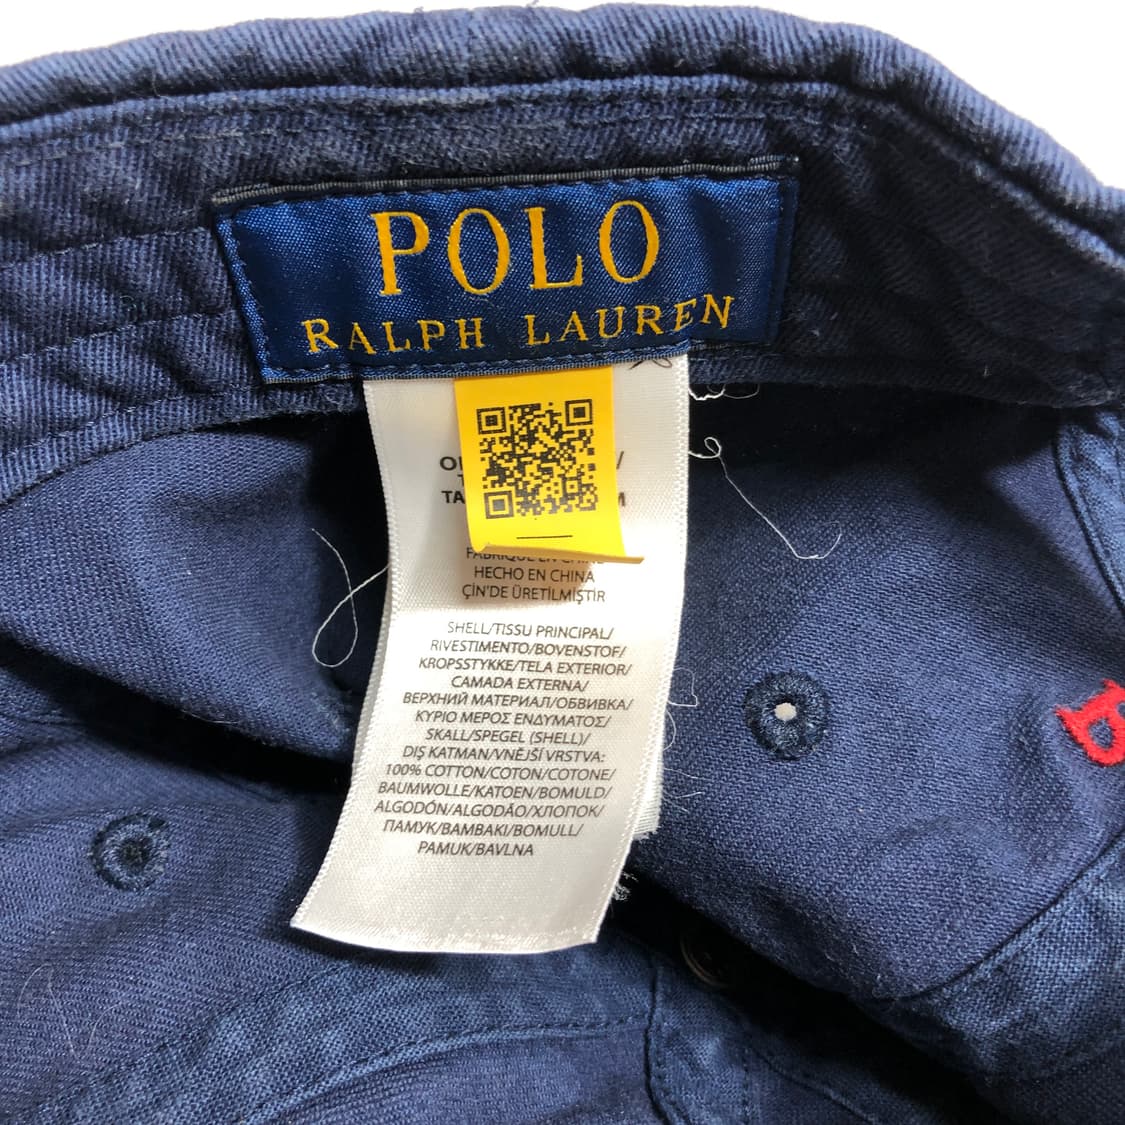 POLO
RALPH LAUREN
FABRIQUÉ EN CHINE
HECHO EN CHINA
ÇİN'DE ÜRETİLMİŞTİR
SHELL/TISSU PRINCIPAL/
RIVESTIMENTO/BOVENSTOF/
KROPSSTYKKE/TELA EXTERIOR/
CAMADA EXTERNA/
ВЕРХНИЙ МАТЕРИАЛ/ОБВИВКА/
ΚΥΡΙΟ ΜΕΡΟΣ ΕΝΔΥΜΑΤΟΣ/
SKALL/SPEGEL (SHELL)/
DIŞ KATMAN/VNĚJŠÍ VRSTVA:
100% COTTON/COTON/COTONE/
BAUMWOLLE/KATOEN/BOMULD/
ALGODÓN/ALGODÃO/ХЛОПОК/
ПАМУК/ΒΑΜΒΑΚΙ/BOMULL/
PAMUK/BAVLNA